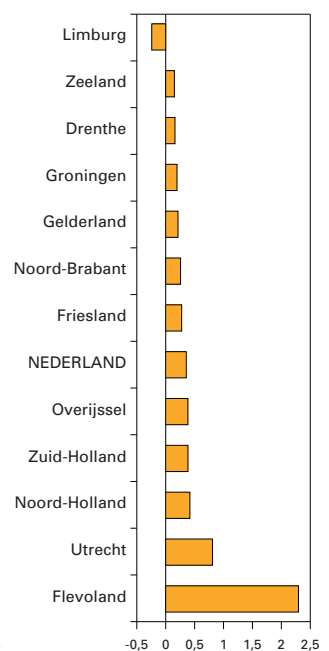 Limburg
Zeeland
Drenthe
Groningen
Gelderland
Noord-Brabant
Friesland
NEDERLAND
Overijssel
Zuid-Holland
Noord-Holland
Utrecht
Flevoland
-0,5 0 0,5 1 1,5 2 2,5